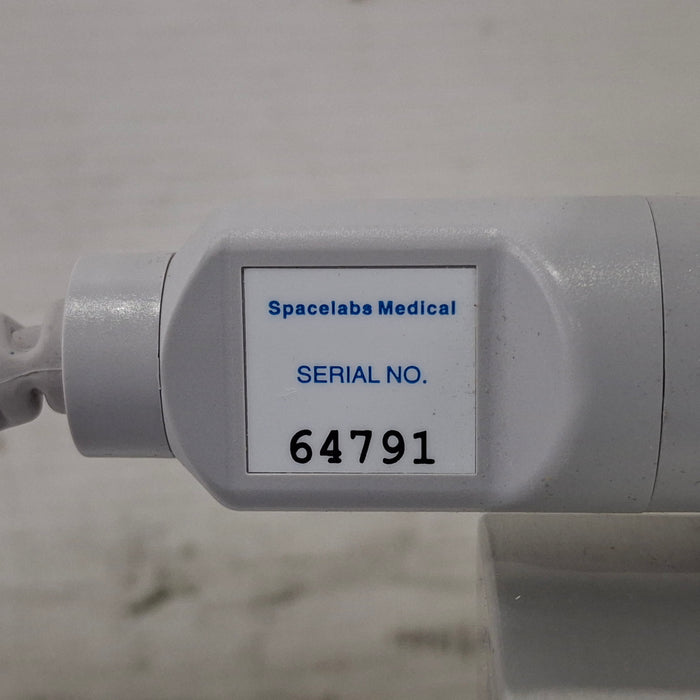 Spacelabs Medical
SERIAL NO.
64791